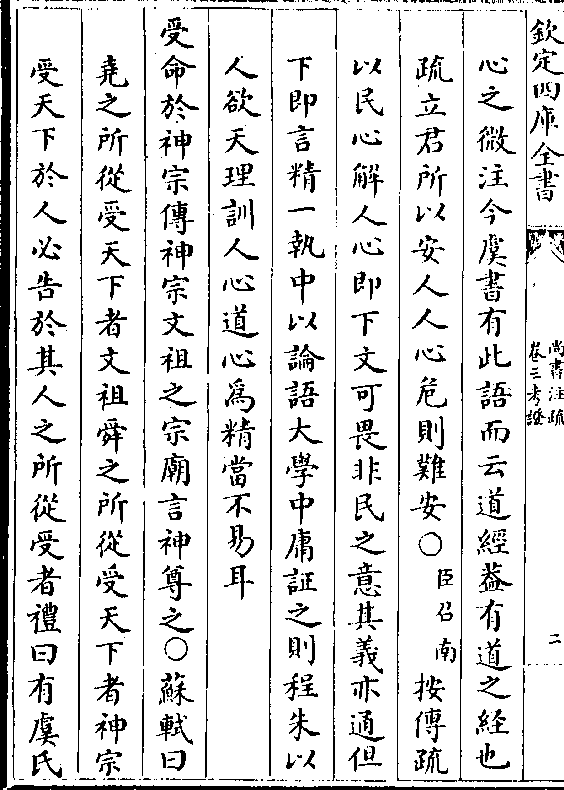 欽定四庫全書
尚書注疏
卷三考證
二
心之微注今虞書有此語而云道經葢有道之經也
疏立君所以安人人心危則難安○臣召南按傳疏
以民心解人心即下文可畏非民之意其義亦通但
下即言精一執中以論語大學中庸証之則程朱以
人欲天理訓人心道心爲精當不易耳
受命於神宗傳神宗文祖之宗廟言神尊之○蘇軾曰
堯之所從受天下者文祖舜之所從受天下者神宗
受天下於人必告於其人之所從受者禮曰有虞氏